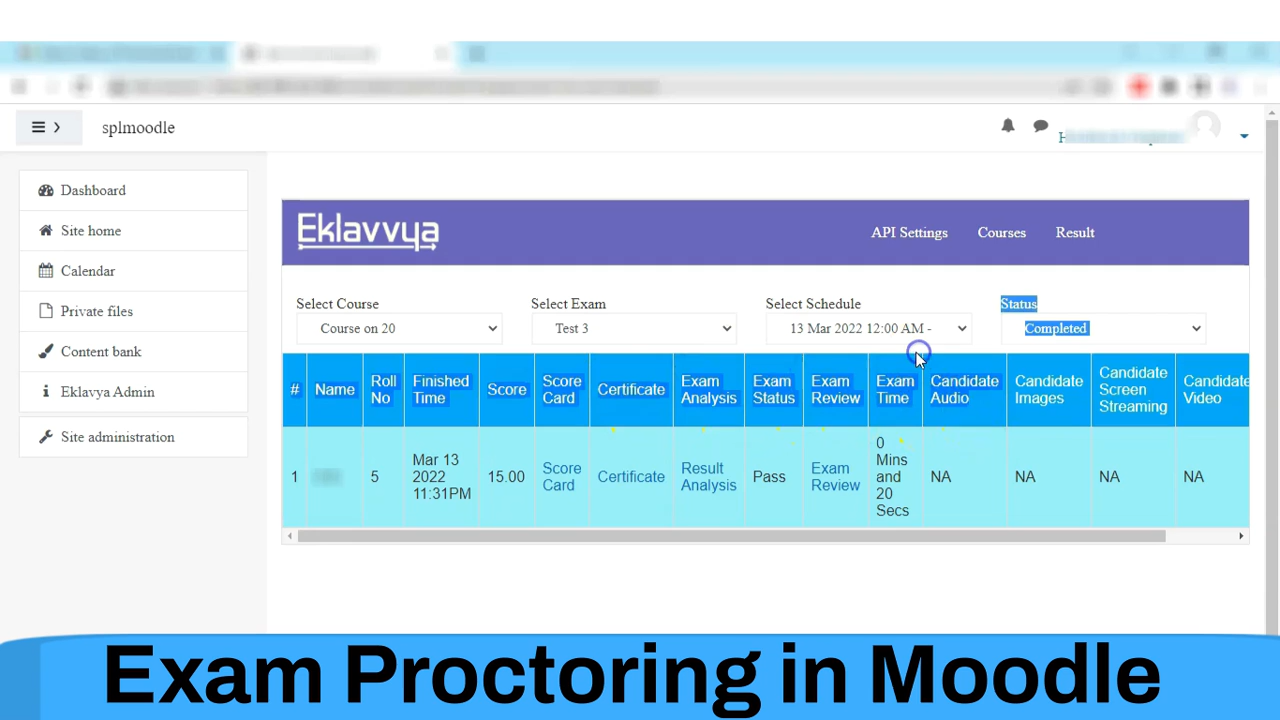 splmoodle
Dashboard
Site home
Calendar
Private files
Content bank
Eklavya Admin
Site administration
Eklavvya
API Settings Courses Result
Select Course Select Exam Select Schedule Status
Course on 20 Test 3 13 Mar 2022 12:00 AM - Completed
# Name Roll No Finished Time Score Score Card Certificate Exam Analysis Exam Status Exam Review Exam Time Candidate Audio Candidate Images Candidate Screen Streaming Candidate Video
1 5 Mar 13 2022 11:31PM 15.00 Score Card Certificate Result Analysis Pass Exam Review 0 Mins and 20 Secs NA NA NA NA
Exam Proctoring in Moodle